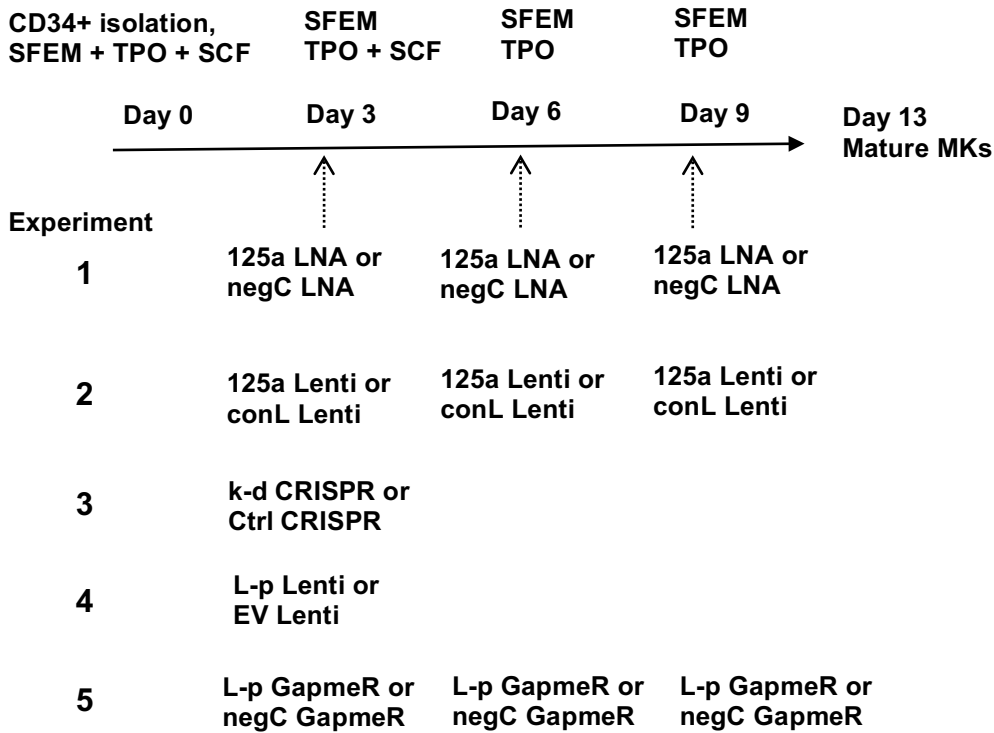 CD34+ isolation,
SFEM + TPO + SCF
SFEM
TPO + SCF
SFEM
TPO
SFEM
TPO
Day 0
Day 3
Day 6
Day 9
Day 13
Mature MKs
Experiment
1
125a LNA or
negC LNA
125a LNA or
negC LNA
125a LNA or
negC LNA
2
125a Lenti or
conL Lenti
125a Lenti or
conL Lenti
125a Lenti or
conL Lenti
3
k-d CRISPR or
Ctrl CRISPR
4
L-p Lenti or
EV Lenti
5
L-p GapmeR or
negC GapmeR
L-p GapmeR or
negC GapmeR
L-p GapmeR or
negC GapmeR